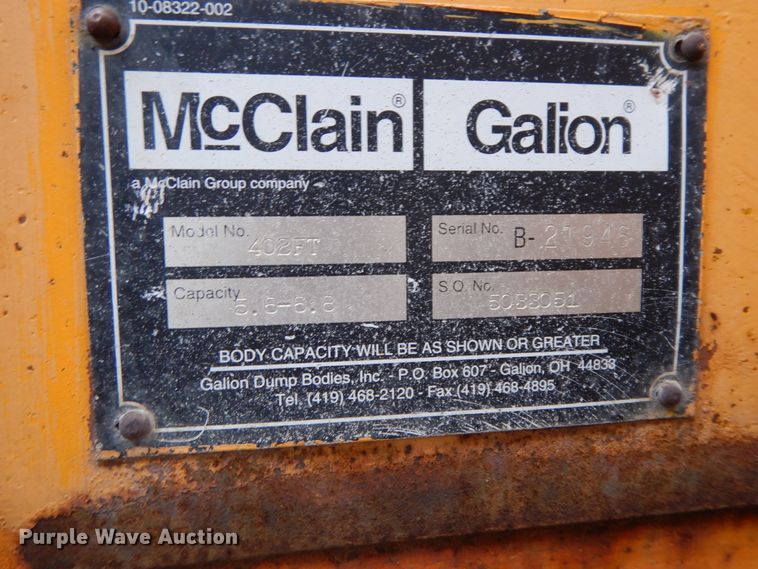 10-08322-002
McClain® Galion®
a McClain Group company
Model No. 402FT
Serial No. B-
Capacity
S.O. No.
BODY CAPACITY WILL BE AS SHOWN OR GREATER
Galion Dump Bodies, Inc. - P.O. Box 607 - Galion, OH 44833
Tel. (419) 468-2120 - Fax (419) 468-4895
Purple Wave Auction